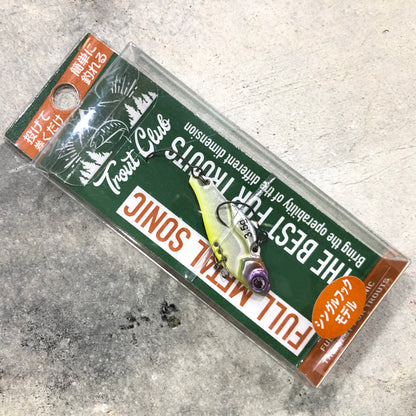 簡単に
釣れる
投げて
巻くだけ
Trout Club
THE BEST FOR TROUTS
Bring the operability of the different dimension
FULL METAL SONIC
3.5g
シングルフック
モデル